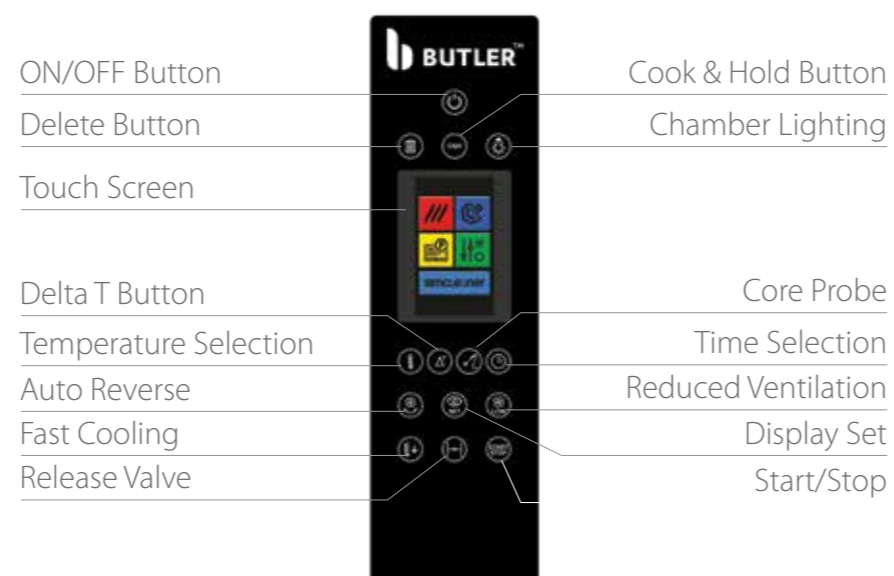 BUTLER™
ON/OFF Button
Cook & Hold Button
Delete Button
Chamber Lighting
Touch Screen
Delta T Button
Core Probe
Temperature Selection
Time Selection
Auto Reverse
Reduced Ventilation
Fast Cooling
Display Set
Release Valve
Start/Stop